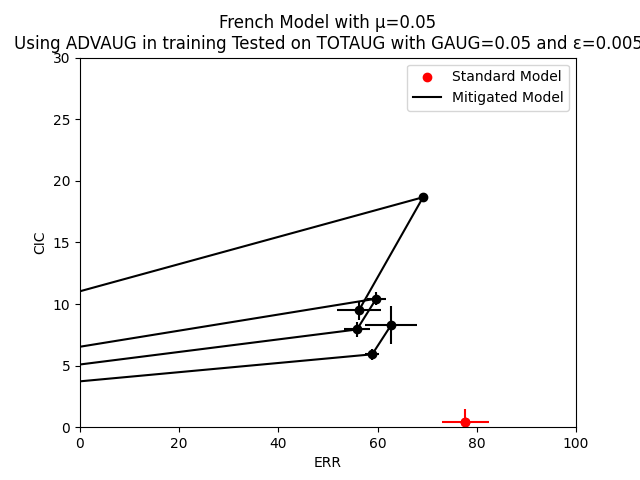 French Model with μ=0.05
Using ADVAUG in training Tested on TOTAUG with GAUG=0.05 and ε=0.005
30
25
20
15
10
5
0
CIC
Standard Model
Mitigated Model
0 20 40 60 80 100
ERR